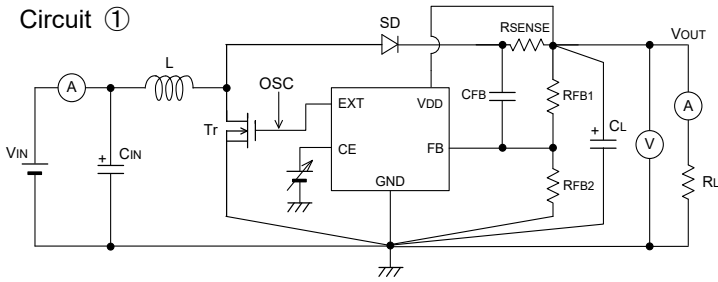 Circuit ①
SD
RSENSE
VOUT
L
A
OSC
EXT
VDD
CFB
RFB1
CL
A
Tr
VIN
CIN
CE
FB
V
GND
RFB2
RL
+
+